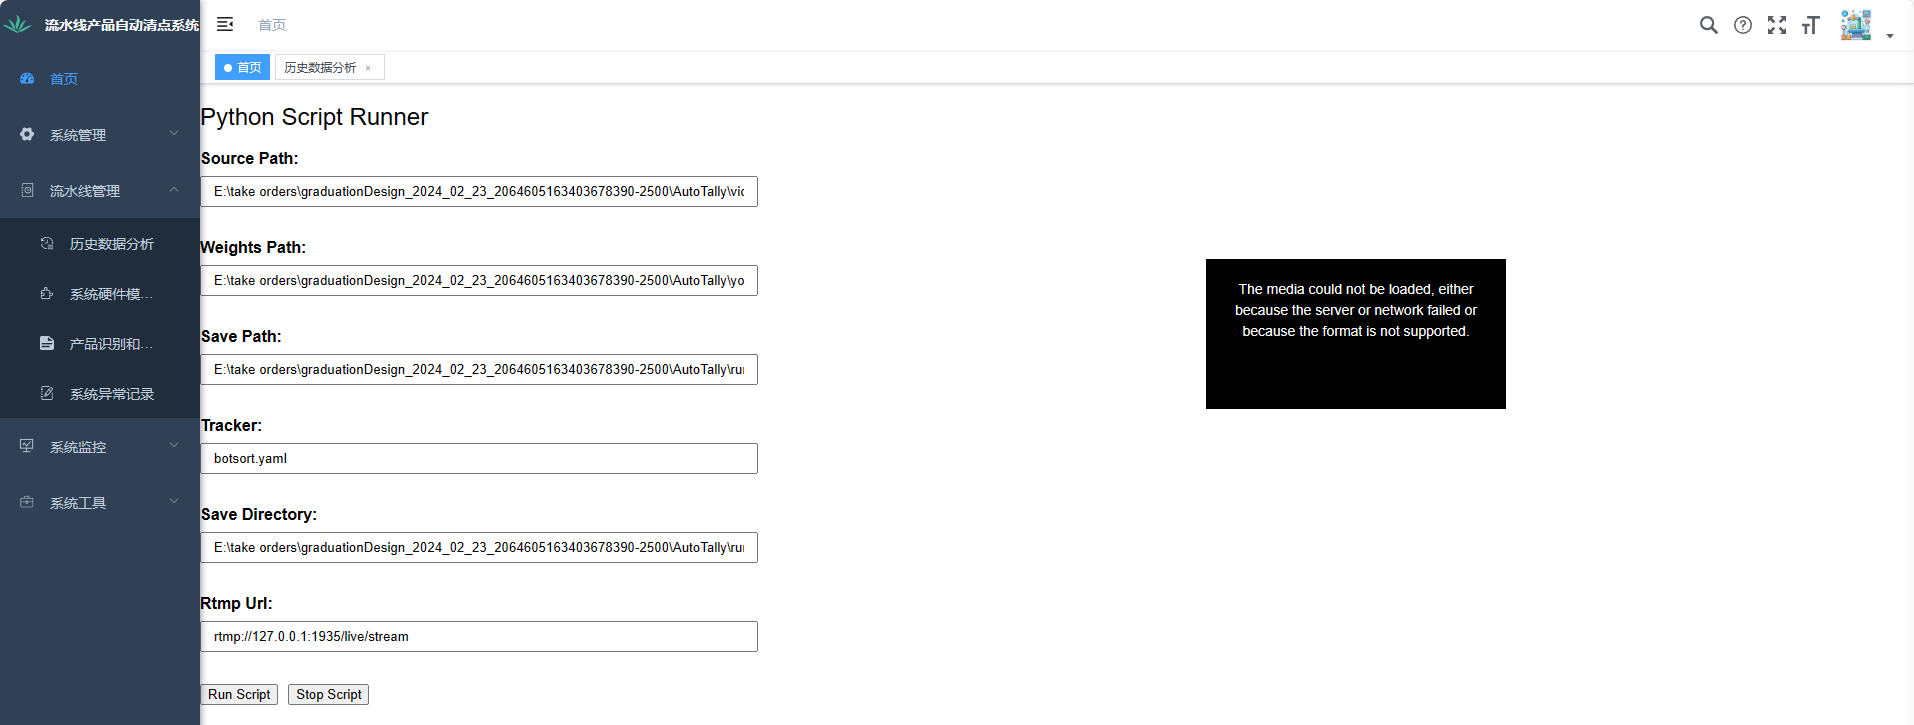 流水线产品自动清点系统
首页
首页
系统管理
流水线管理
历史数据分析
系统硬件模...
产品识别和...
系统异常记录
系统监控
系统工具
首页
历史数据分析 ×
Python Script Runner
Source Path:
E:\take orders\graduationDesign_2024_02_23_2064605163403678390-2500\AutoTally\vic
Weights Path:
E:\take orders\graduationDesign_2024_02_23_2064605163403678390-2500\AutoTally\yo
Save Path:
E:\take orders\graduationDesign_2024_02_23_2064605163403678390-2500\AutoTally\rur
Tracker:
botsort.yaml
Save Directory:
E:\take orders\graduationDesign_2024_02_23_2064605163403678390-2500\AutoTally\rur
Rtmp Url:
rtmp://127.0.0.1:1935/live/stream
Run Script
Stop Script
The media could not be loaded, either
because the server or network failed or
because the format is not supported.